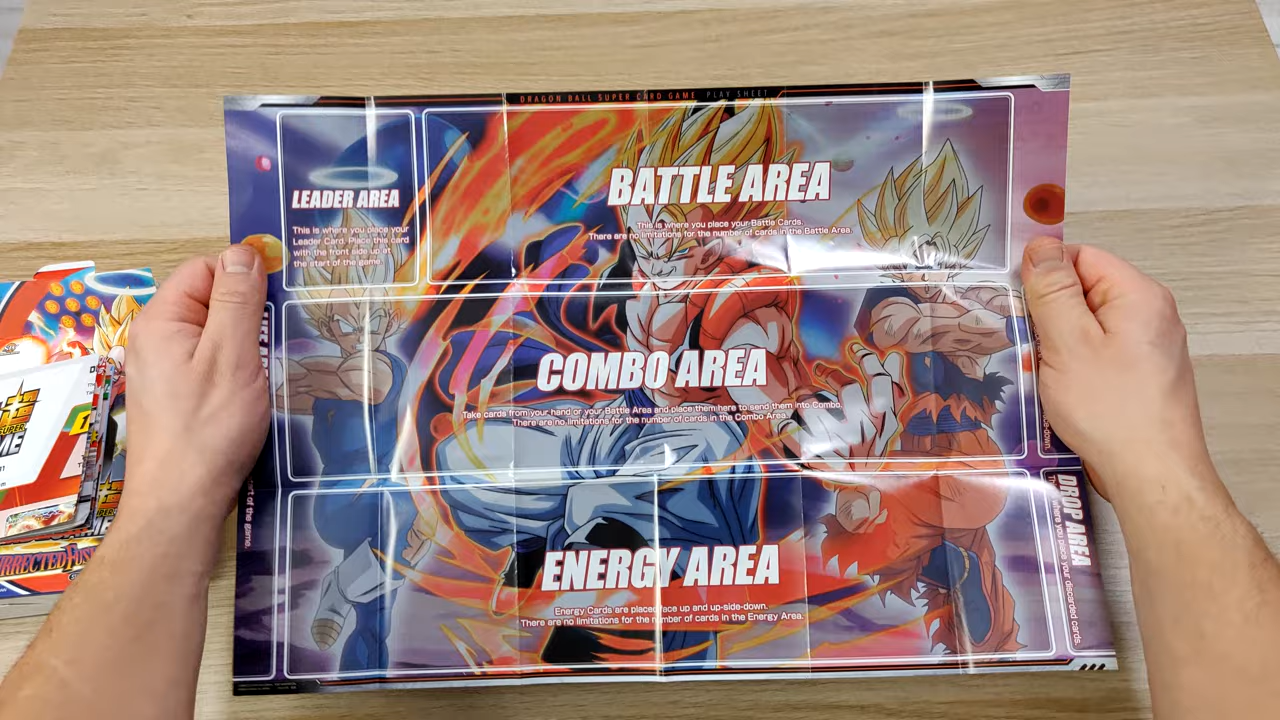 DRAGON BALL SUPER CARD GAME PLAY SHEET
LEADER AREA
This is where you place your
Leader Card. Place this card
with the front side up at
the start of the game.
BATTLE AREA
This is where you place your Battle Cards.
There are no limitations for the number of cards in the Battle Area.
COMBO AREA
Take cards from your hand or your Battle Area and place them here to send them into Combo.
There are no limitations for the number of cards in the Combo Area.
ENERGY AREA
Energy Cards are placed face up and up-side-down.
There are no limitations for the number of cards in the Energy Area.
LIFE
of the game.
DROP AREA
where you place your discarded cards.
SUPER